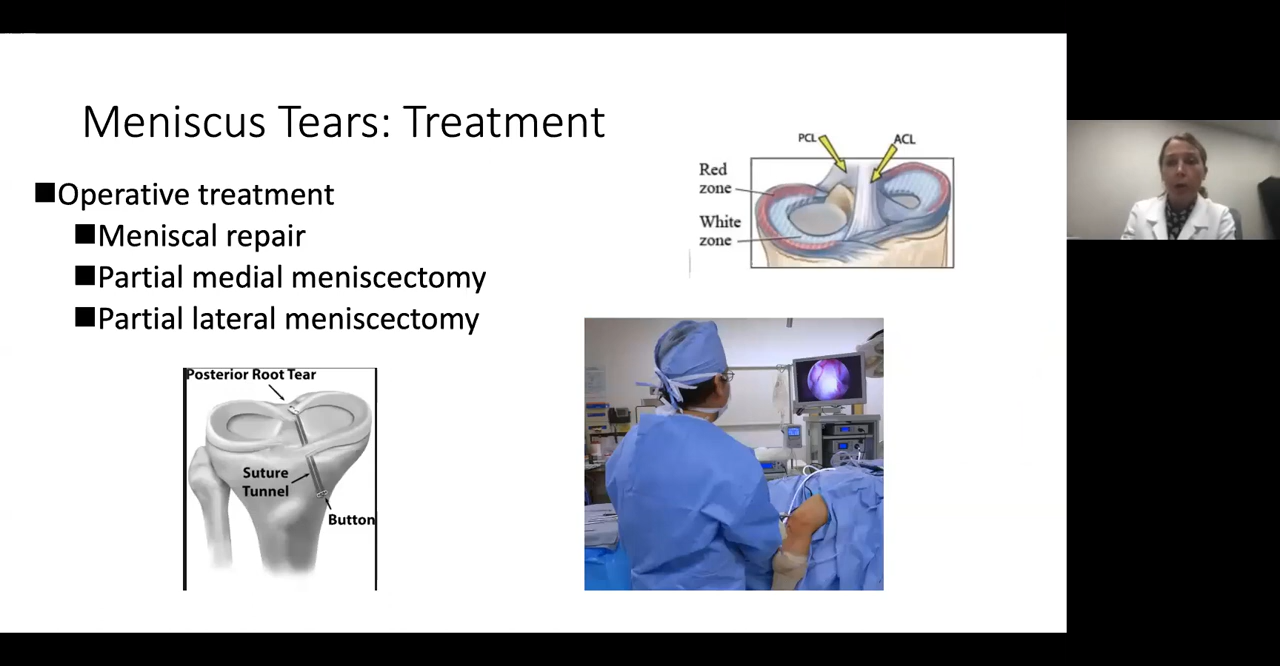 Meniscus Tears: Treatment
■Operative treatment
■Meniscal repair
■Partial medial meniscectomy
■Partial lateral meniscectomy
PCL
ACL
Red
zone
White
zone
Posterior Root Tear
Suture
Tunnel
Button